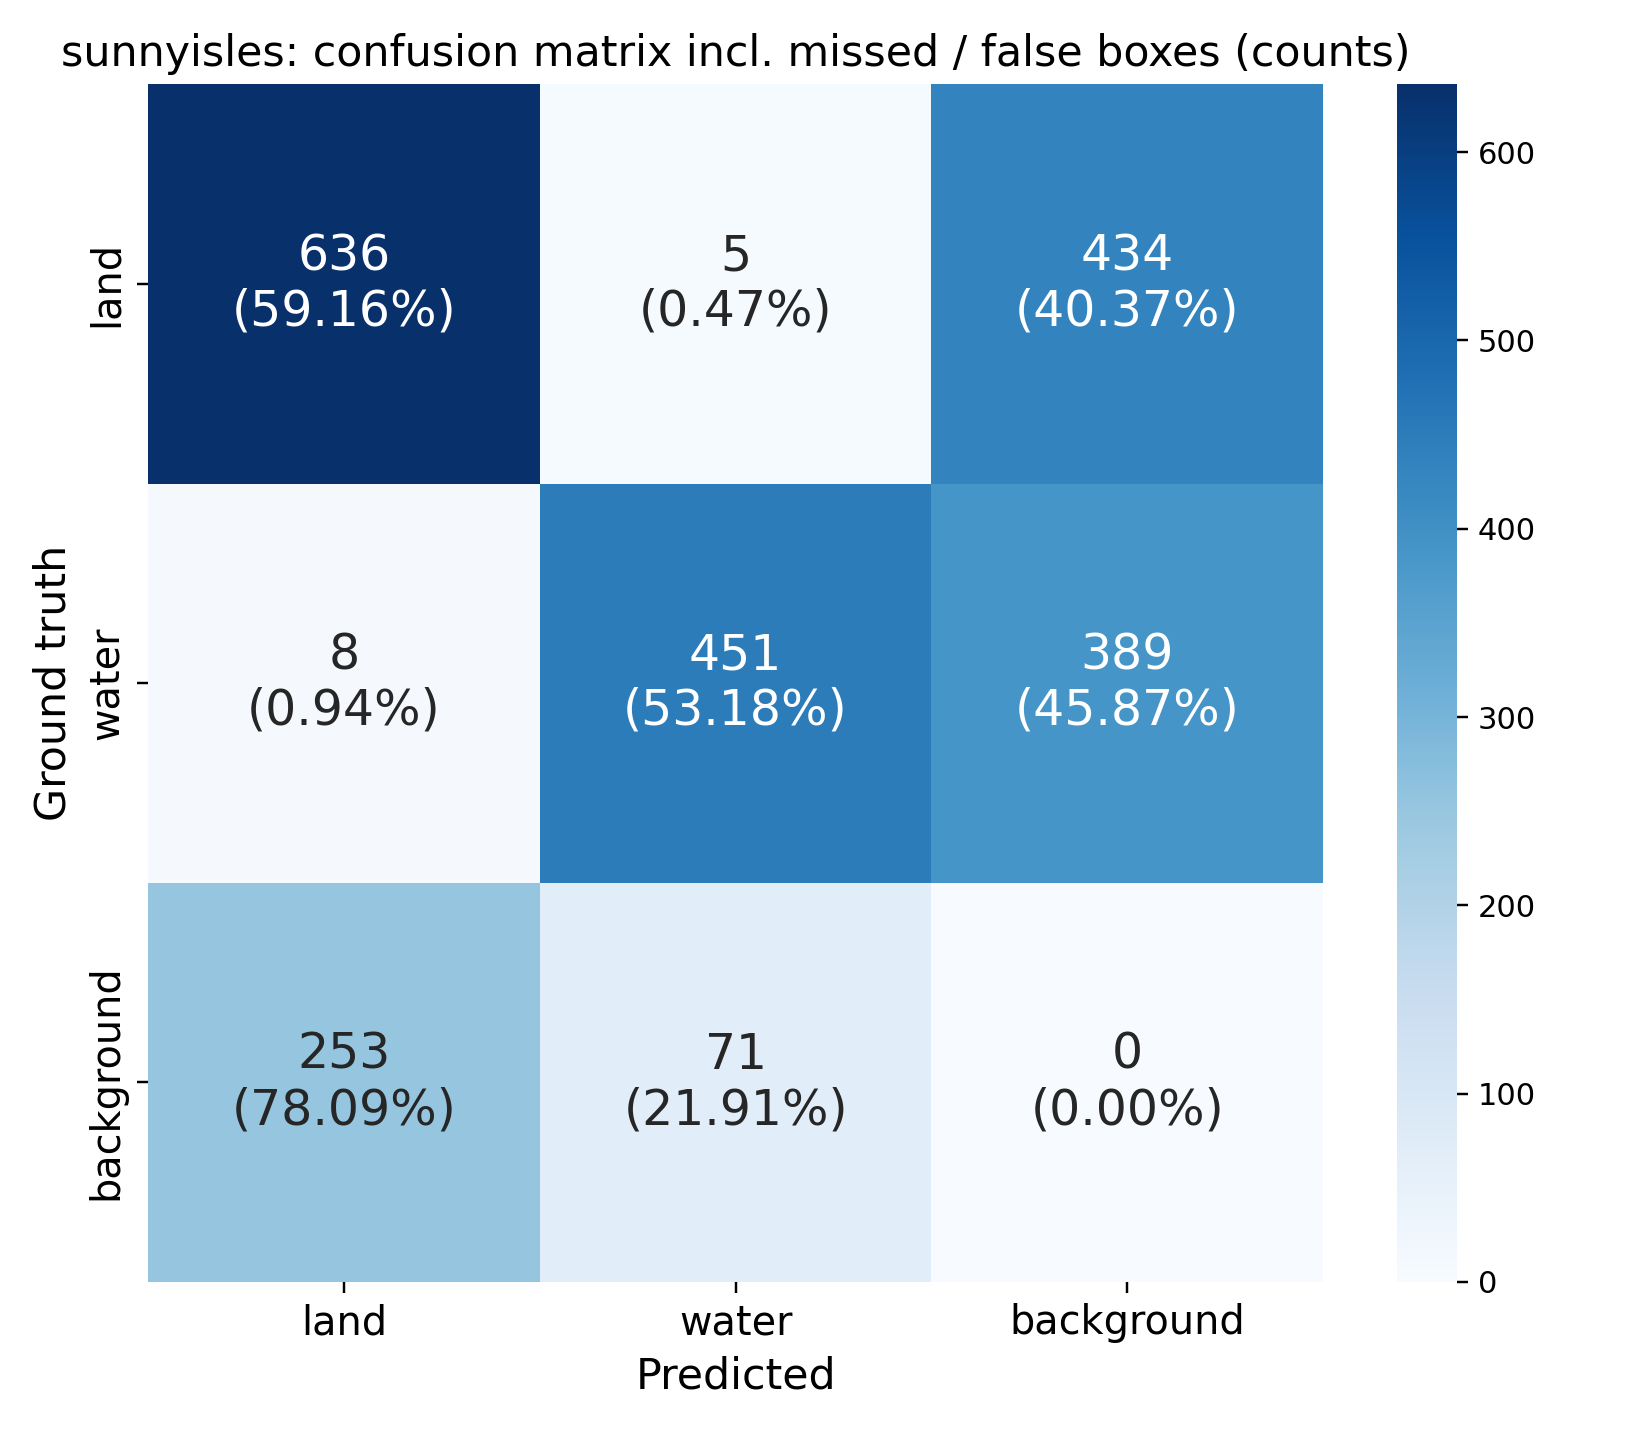 sunnyisles: confusion matrix incl. missed / false boxes (counts)
Ground truth
land
636
(59.16%)
5
(0.47%)
434
(40.37%)
water
8
(0.94%)
451
(53.18%)
389
(45.87%)
background
253
(78.09%)
71
(21.91%)
0
(0.00%)
land
water
background
Predicted
600
500
400
300
200
100
0